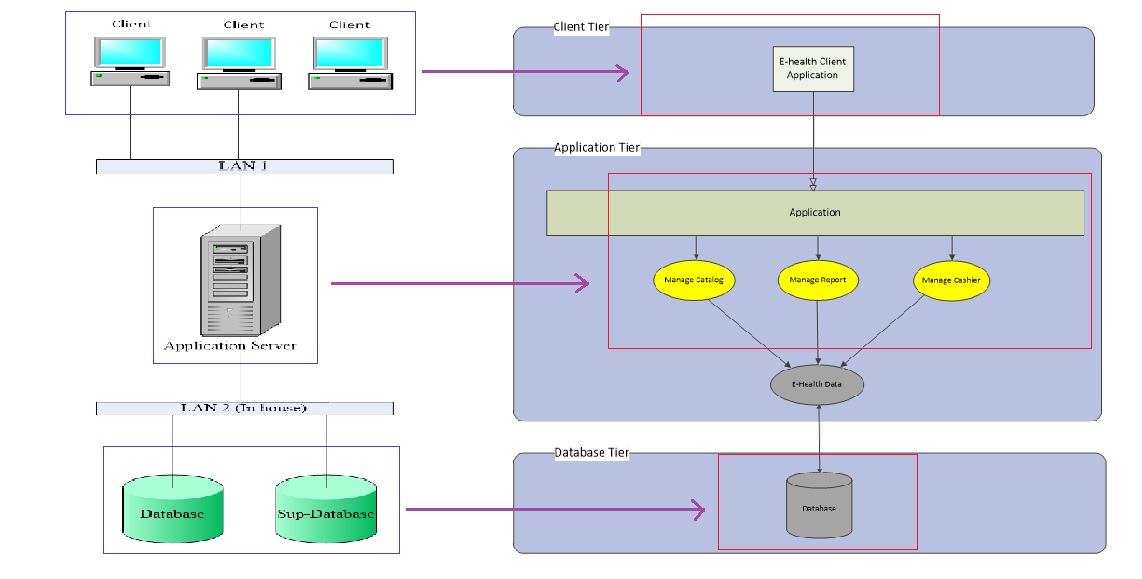 Client
Client
Client
LAN 1
Application Server
LAN 2 (In house)
Database
Sup-Database
Client Tier
E-health Client
Application
Application Tier
Application
Manage Catalog
Manage Report
Manage Cashier
E-Health Data
Database Tier
Database